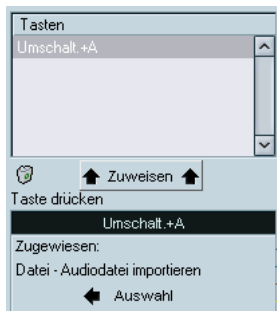 Tasten
Umschalt.+A
Zuweisen
Taste drücken
Umschalt.+A
Zugewiesen:
Datei - Audiodatei importieren
Auswahl